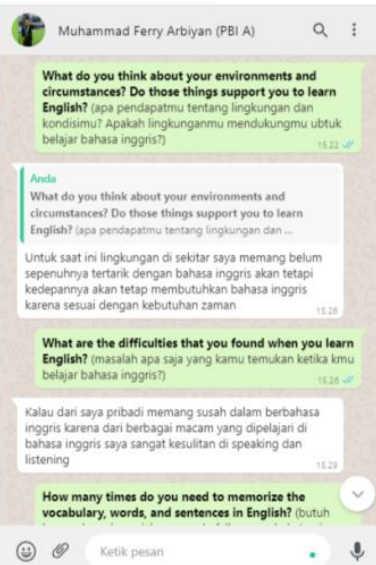 Muhammad Ferry Arbiyan (PBI A)
What do you think about your environments and
circumstances? Do those things support you to learn
English? (apa pendapatmu tentang lingkungan dan
kondisimu? Apakah lingkunganmu mendukungmu ubtuk
belajar bahasa inggris?)
15.22
Anda
What do you think about your environments and
circumstances? Do those things support you to learn
English? (apa pendapatmu tentang lingkungan dan ...
Untuk saat ini lingkungan di sekitar saya memang belum
sepenuhnya tertarik dengan bahasa inggris akan tetapi
kedepannya akan tetap membutuhkan bahasa inggris
karena sesuai dengan kebutuhan zaman
15.26
What are the difficulties that you found when you learn
English? (masalah apa saja yang kamu temukan ketika kmu
belajar bahasa inggris?)
15.26
Kalau dari saya pribadi memang susah dalam berbahasa
inggris karena dari berbagai macam yang dipelajari di
bahasa inggris saya sangat kesulitan di speaking dan
listening
15.29
How many times do you need to memorize the
vocabulary, words, and sentences in English? (butuh
Ketik pesan